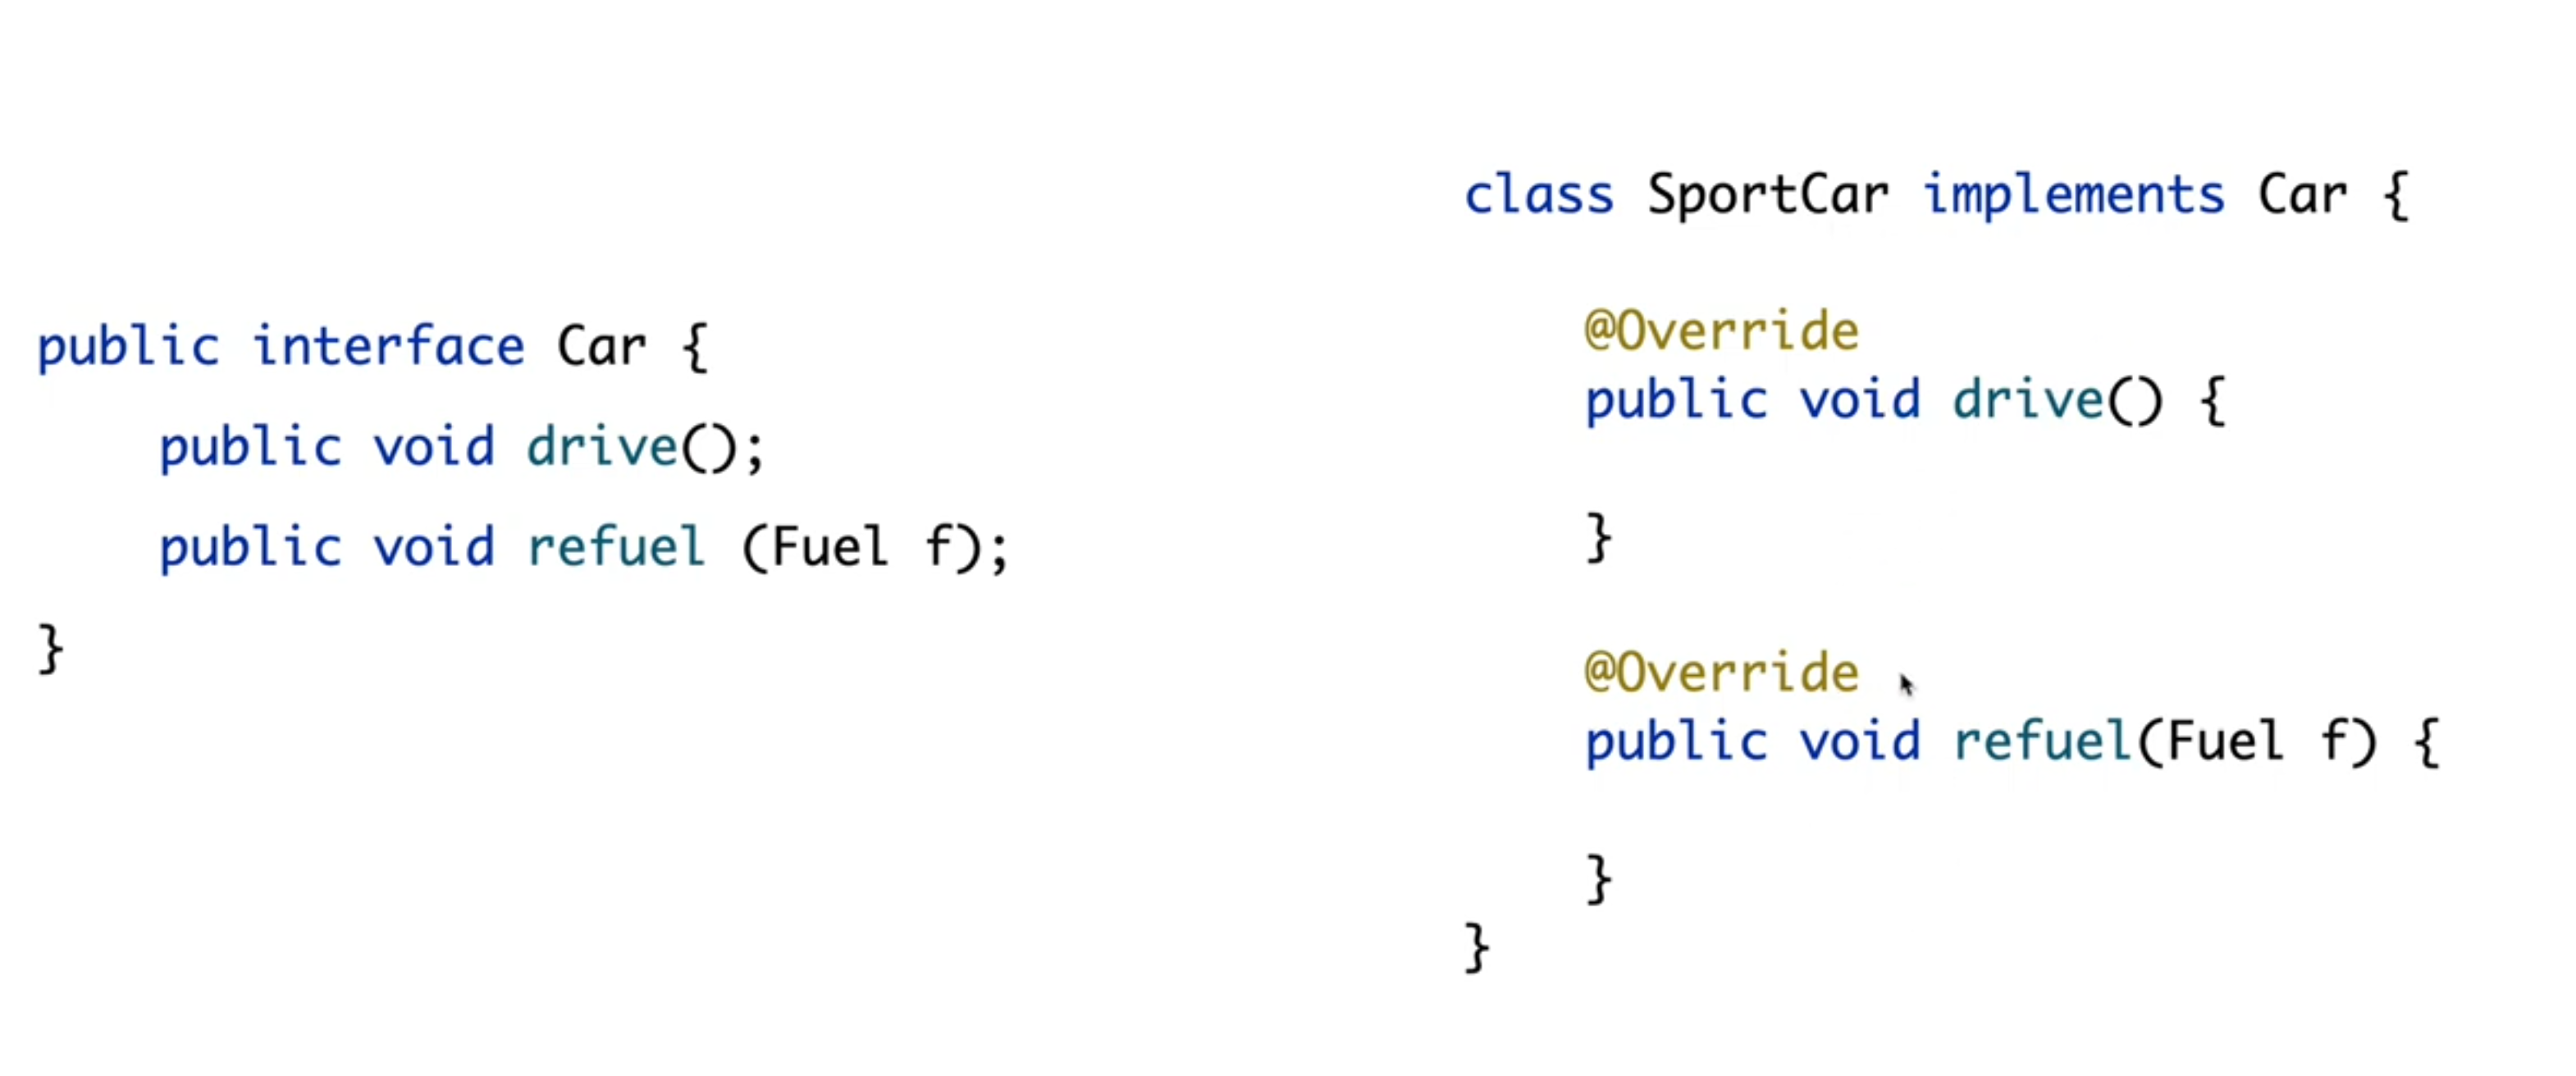 public interface Car {
    public void drive();
    public void refuel (Fuel f);
}
class SportCar implements Car {
    @Override
    public void drive() {
    }
    @Override
    public void refuel(Fuel f) {
    }
}